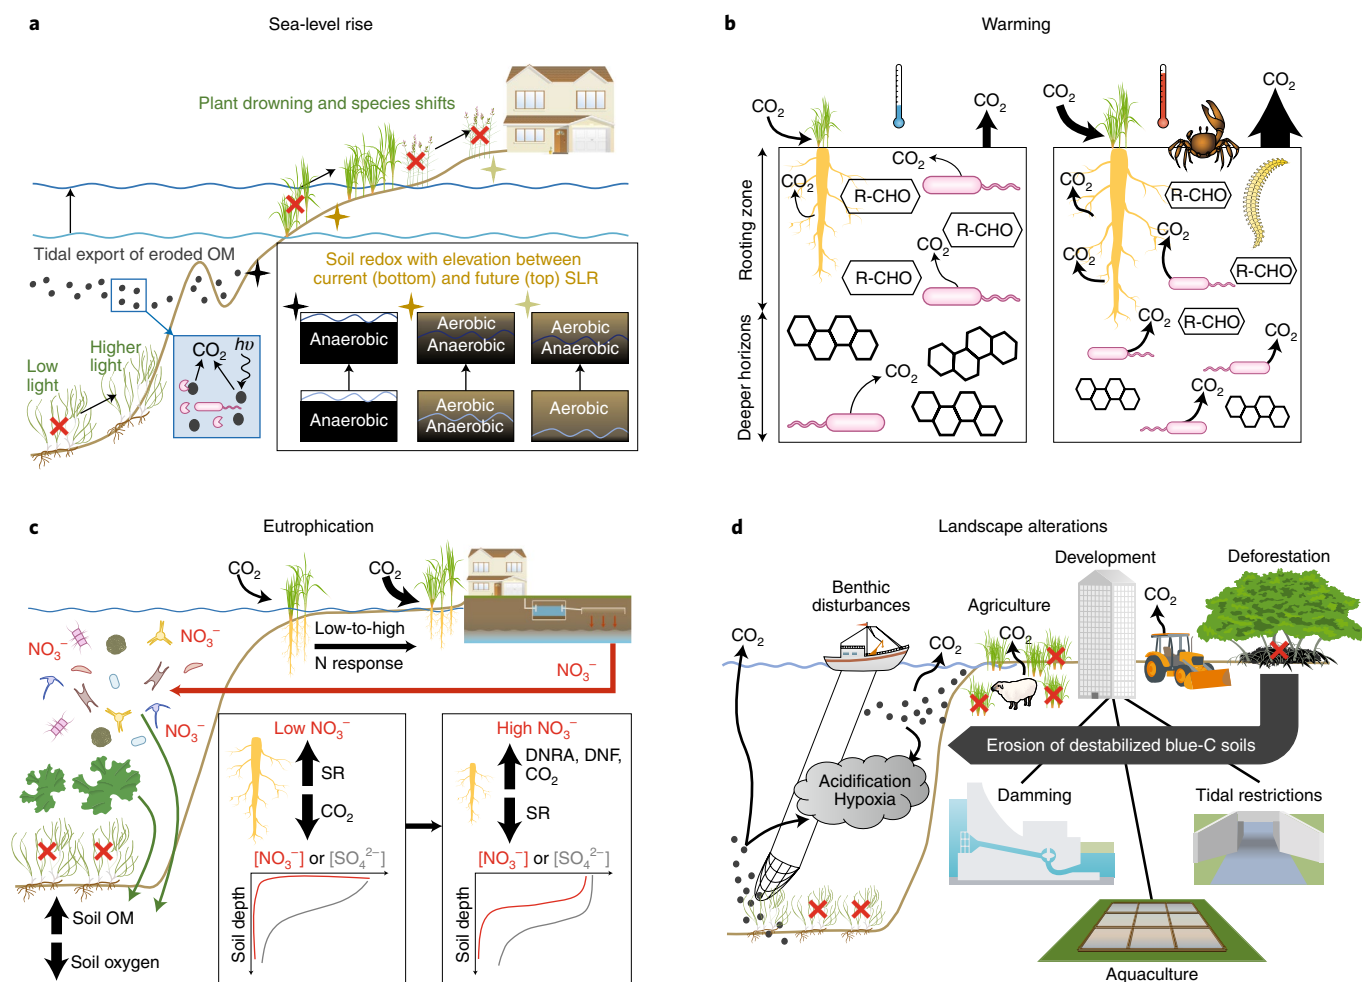 a
Sea-level rise
Plant drowning and species shifts
Tidal export of eroded OM
Low
light
Higher
light
CO₂
hυ
Soil redox with elevation between
current (bottom) and future (top) SLR
Anaerobic
Aerobic
Anaerobic
Aerobic
Anaerobic
Anaerobic
Aerobic
Anaerobic
Aerobic
b
Warming
Rooting zone
Deeper horizons
CO₂
CO₂
CO₂
CO₂
R-CHO
R-CHO
CO₂
R-CHO
CO₂
CO₂
CO₂
CO₂
R-CHO
CO₂
CO₂
R-CHO
CO₂
R-CHO
CO₂
CO₂
c
Eutrophication
CO₂
CO₂
Low-to-high
N response
NO₃⁻
NO₃⁻
NO₃⁻
NO₃⁻
Soil OM
Soil oxygen
Low NO₃⁻
SR
CO₂
[NO₃⁻] or [SO₄²⁻]
Soil depth
High NO₃⁻
DNRA, DNF,
CO₂
SR
[NO₃⁻] or [SO₄²⁻]
Soil depth
d
Landscape alterations
Development
Deforestation
Benthic
disturbances
Agriculture
CO₂
CO₂
CO₂
CO₂
Erosion of destabilized blue-C soils
Acidification
Hypoxia
Damming
Tidal restrictions
Aquaculture